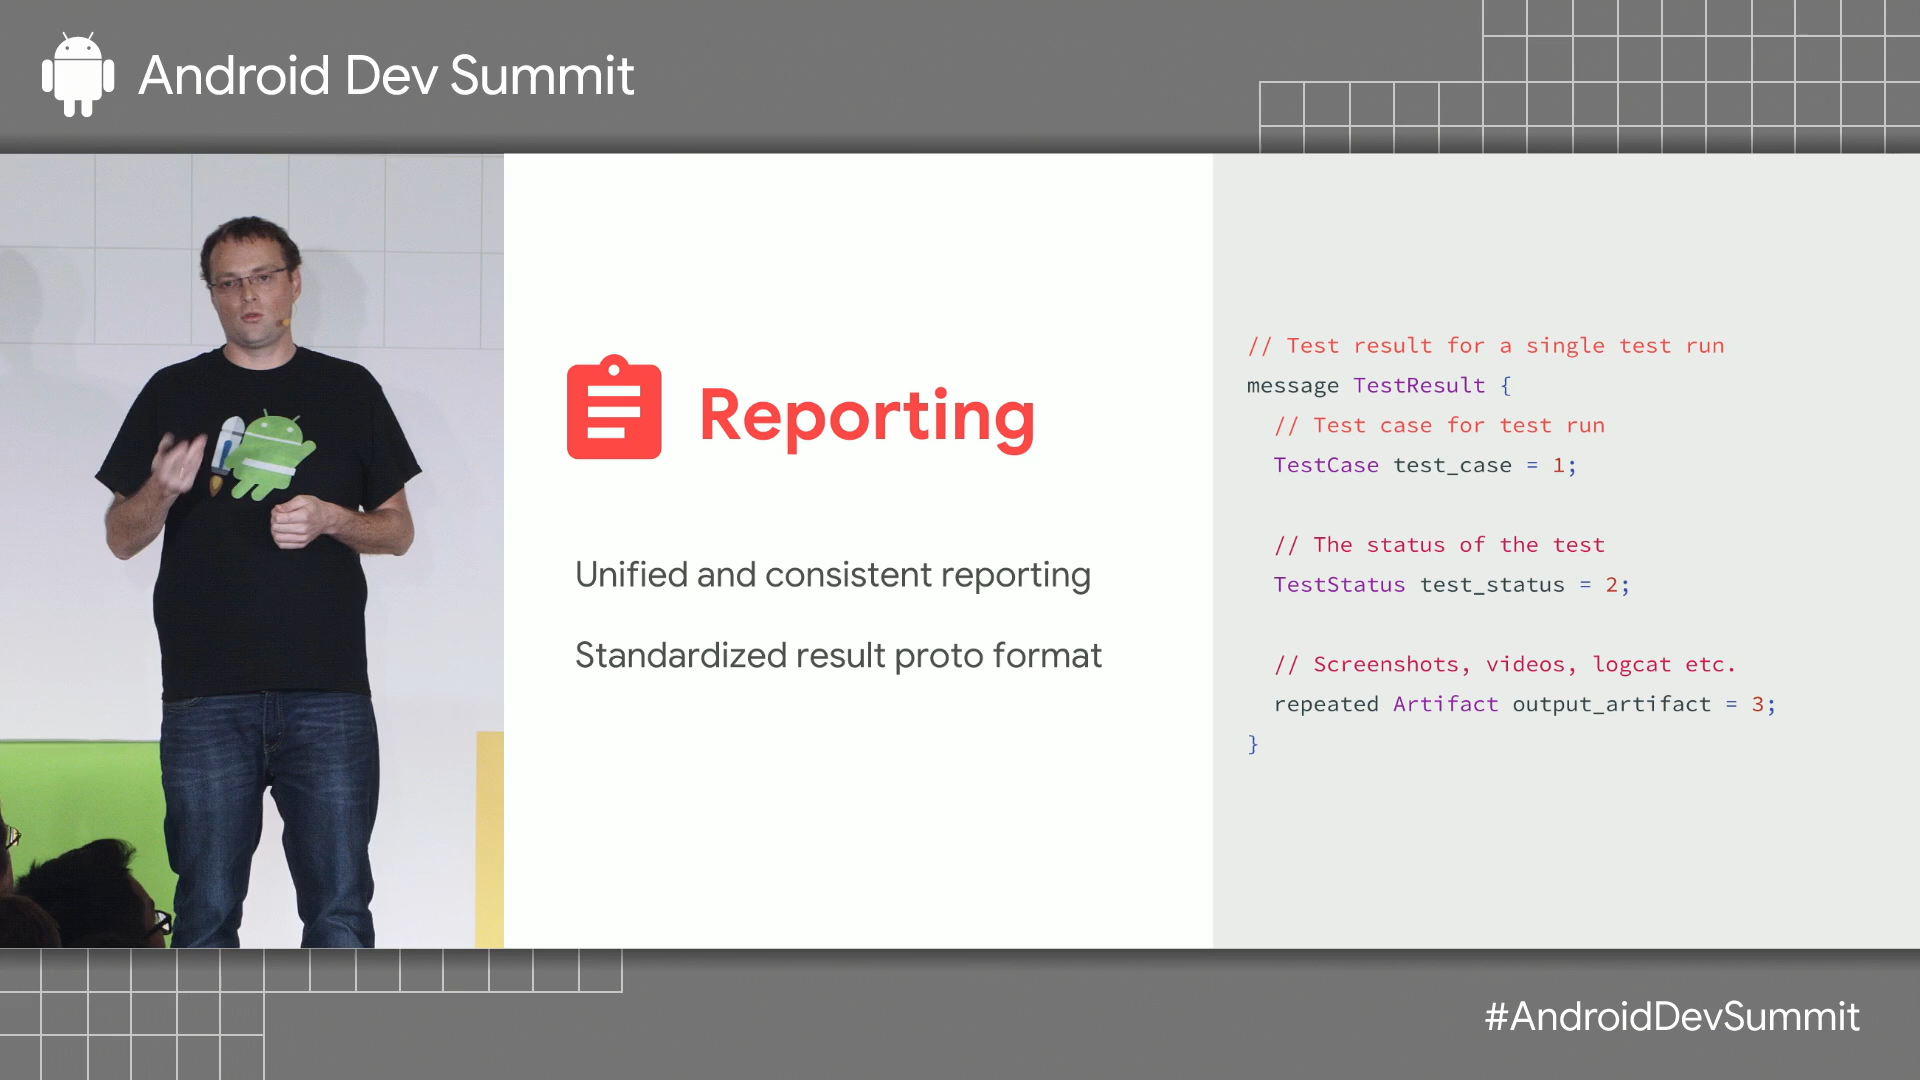 Android Dev Summit
Reporting
Unified and consistent reporting
Standardized result proto format
// Test result for a single test run
message TestResult {
// Test case for test run
TestCase test_case = 1;
// The status of the test
TestStatus test_status = 2;
// Screenshots, videos, logcat etc.
repeated Artifact output_artifact = 3;
}
#AndroidDevSummit